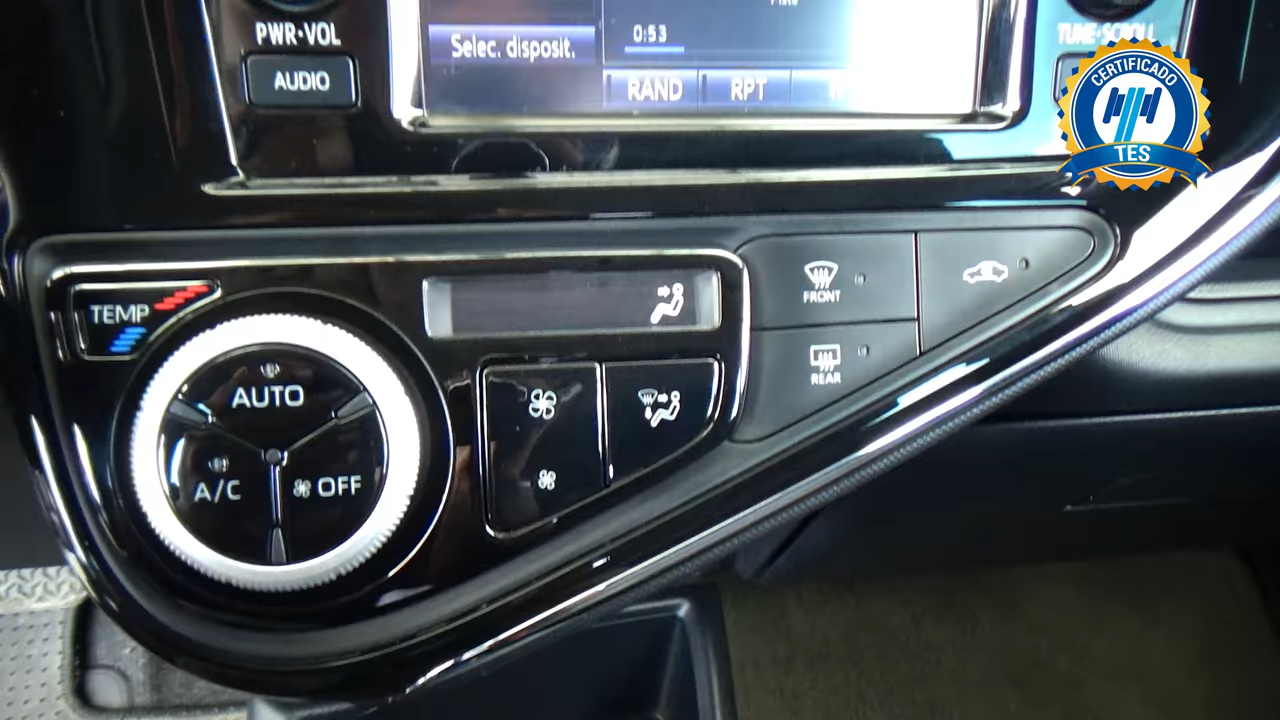 PWR·VOL
AUDIO
Selec. disposit.
0:53
RAND
RPT
TUNE·SCROLL
CERTIFICADO
TES
TEMP
AUTO
A/C
OFF
FRONT
REAR